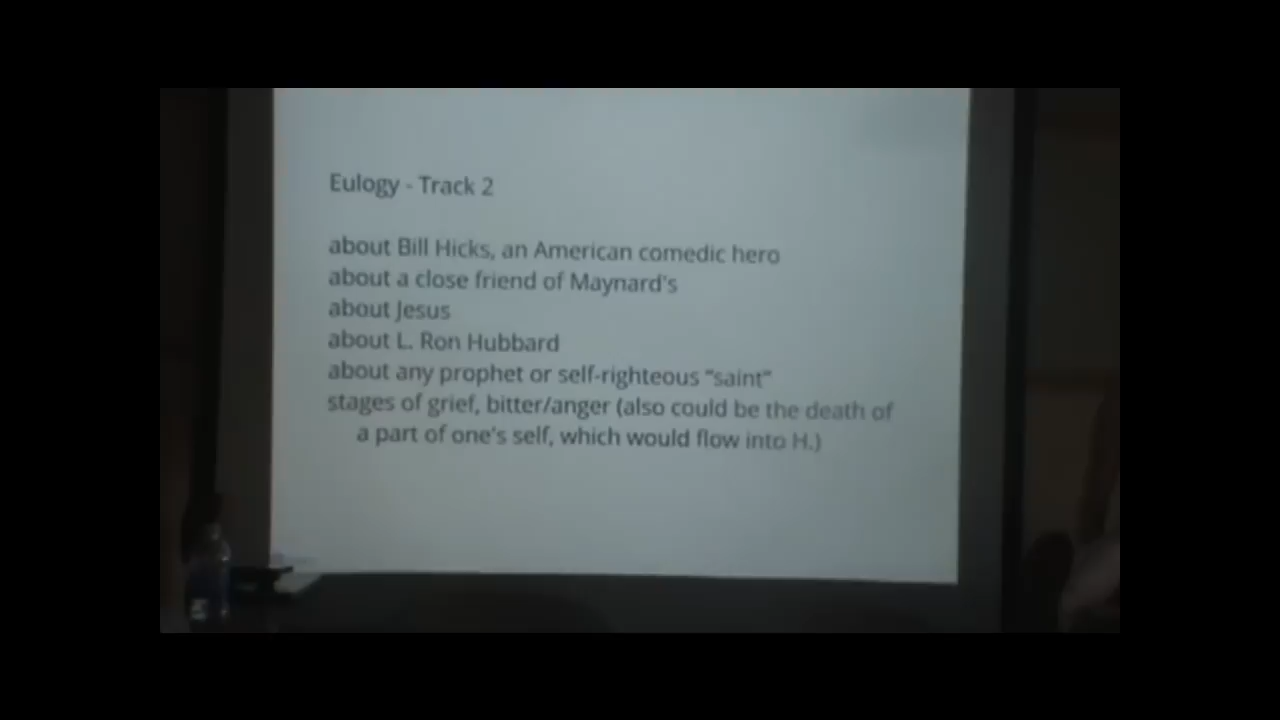 Eulogy - Track 2
about Bill Hicks, an American comedic hero
about a close friend of Maynard's
about Jesus
about L. Ron Hubbard
about any prophet or self-righteous "saint"
stages of grief, bitter/anger (also could be the death of
a part of one's self, which would flow into H.)